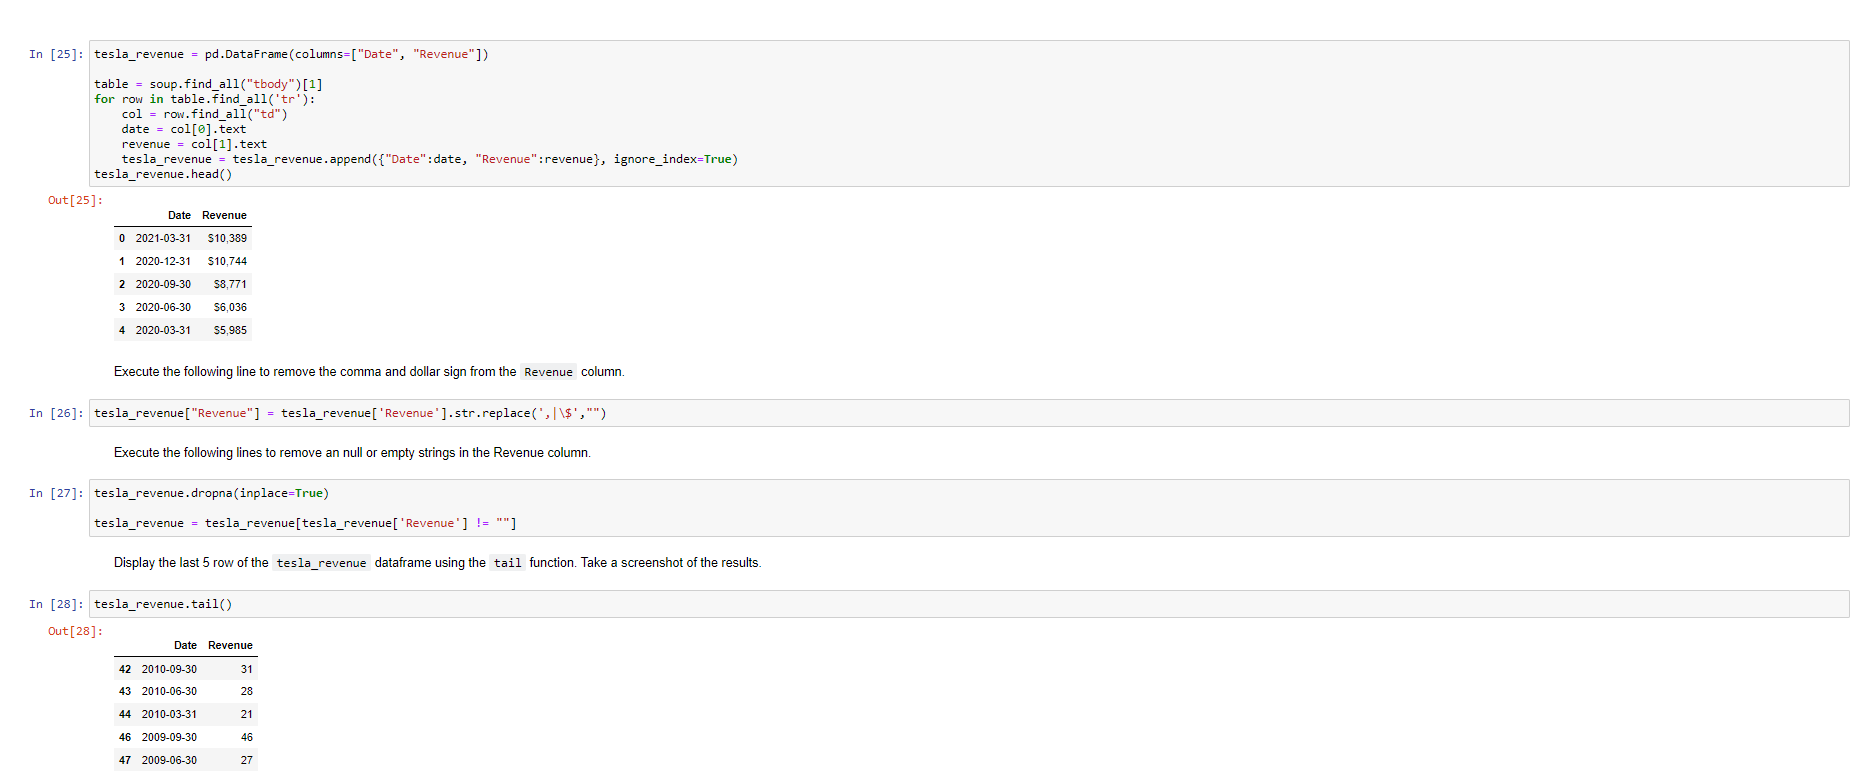 In [25]: tesla_revenue = pd.DataFrame(columns=["Date", "Revenue"])
table = soup.find_all("tbody")[1]
for row in table.find_all('tr'):
    col = row.find_all("td")
    date = col[0].text
    revenue = col[1].text
    tesla_revenue = tesla_revenue.append({"Date":date, "Revenue":revenue}, ignore_index=True)
tesla_revenue.head()
Out[25]:
Date Revenue
0 2021-03-31 $10,389
1 2020-12-31 $10,744
2 2020-09-30 $8,771
3 2020-06-30 $6,036
4 2020-03-31 $5,985
Execute the following line to remove the comma and dollar sign from the Revenue column.
In [26]: tesla_revenue["Revenue"] = tesla_revenue['Revenue'].str.replace(',|\$',"")
Execute the following lines to remove an null or empty strings in the Revenue column.
In [27]: tesla_revenue.dropna(inplace=True)
tesla_revenue = tesla_revenue[tesla_revenue['Revenue'] != ""]
Display the last 5 row of the tesla_revenue dataframe using the tail function. Take a screenshot of the results.
In [28]: tesla_revenue.tail()
Out[28]:
Date Revenue
42 2010-09-30 31
43 2010-06-30 28
44 2010-03-31 21
46 2009-09-30 46
47 2009-06-30 27